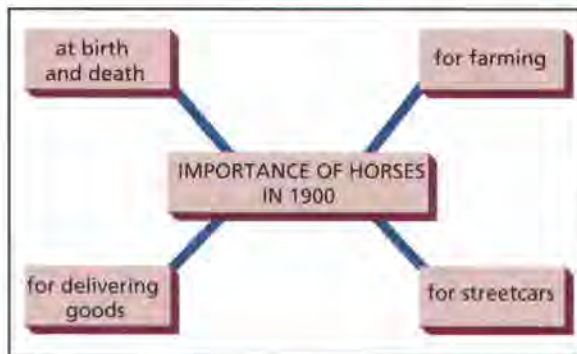 at birth
and death
for farming
IMPORTANCE OF HORSES
IN 1900
for delivering
goods
for streetcars